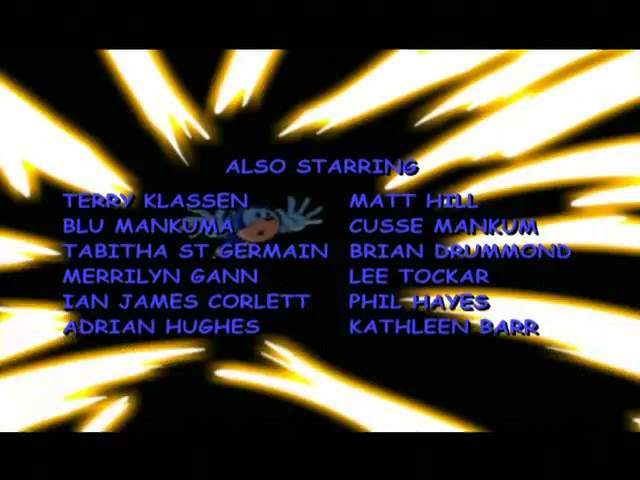 ALSO STARRING
TERRY KLASSEN
BLU MANKUMA
TABITHA ST.GERMAIN
MERRILYN GANN
IAN JAMES CORLETT
ADRIAN HUGHES
MATT HILL
CUSSE MANKUM
BRIAN DRUMMOND
LEE TOCKAR
PHIL HAYES
KATHLEEN BARR